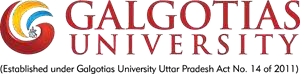 GALGOTIAS
UNIVERSITY
(Established under Galgotias University Uttar Pradesh Act No. 14 of 2011)